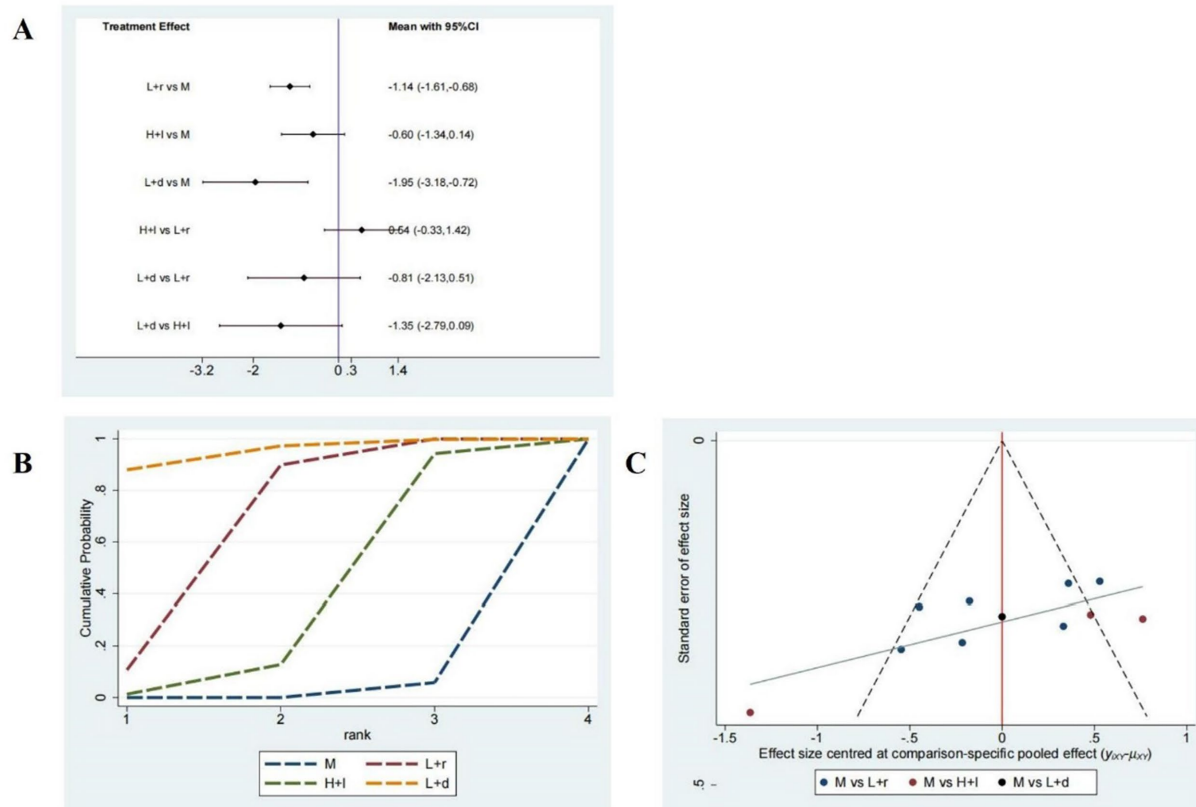 A
Treatment Effect Mean with 95%CI
L+r vs M -1.14 (-1.61,-0.68)
H+I vs M -0.60 (-1.34,0.14)
L+d vs M -1.95 (-3.18,-0.72)
H+I vs L+r 0.54 (-0.33,1.42)
L+d vs L+r -0.81 (-2.13,0.51)
L+d vs H+I -1.35 (-2.79,0.09)
-3.2 -2 0 .3 1.4
B
Cumulative Probability
1
.8
.6
.4
.2
0
1 2 3 4
rank
M L+r
H+I L+d
C
Standard error of effect size
0
.5
-1.5 -1 -.5 0 .5 1
Effect size centred at comparison-specific pooled effect (yiXY-μXY)
M vs L+r M vs H+I M vs L+d